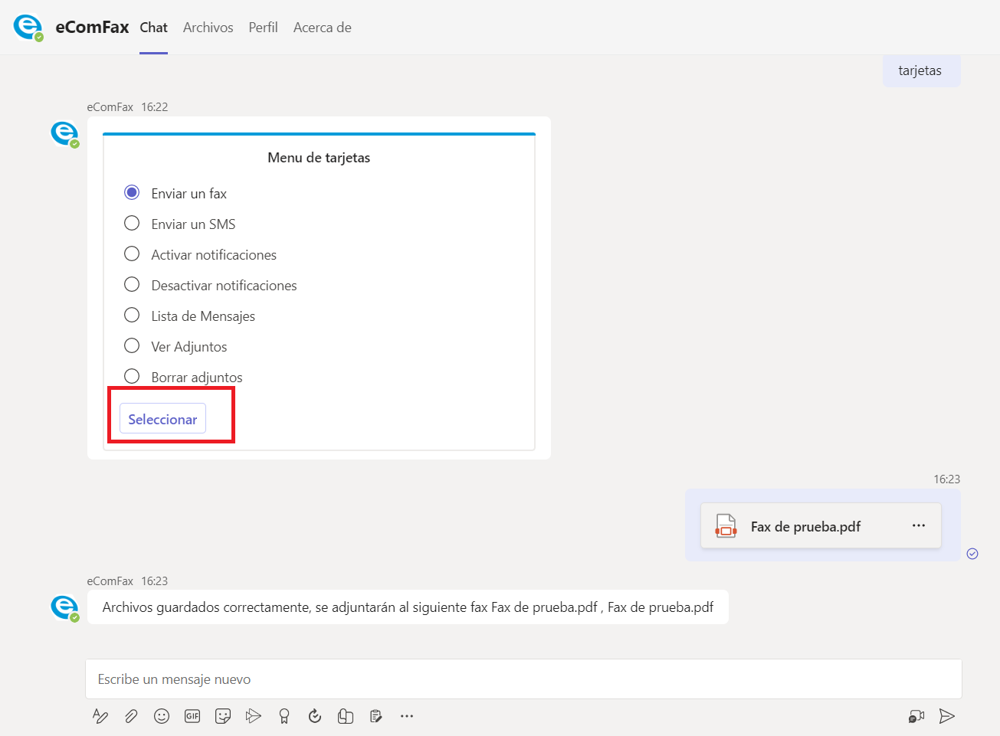 eComFax Chat Archivos Perfil Acerca de
tarjetas
eComFax 16:22
Menu de tarjetas
Enviar un fax
Enviar un SMS
Activar notificaciones
Desactivar notificaciones
Lista de Mensajes
Ver Adjuntos
Borrar adjuntos
Seleccionar
16:23
Fax de prueba.pdf
eComFax 16:23
Archivos guardados correctamente, se adjuntarán al siguiente fax Fax de prueba.pdf , Fax de prueba.pdf
Escribe un mensaje nuevo
GIF